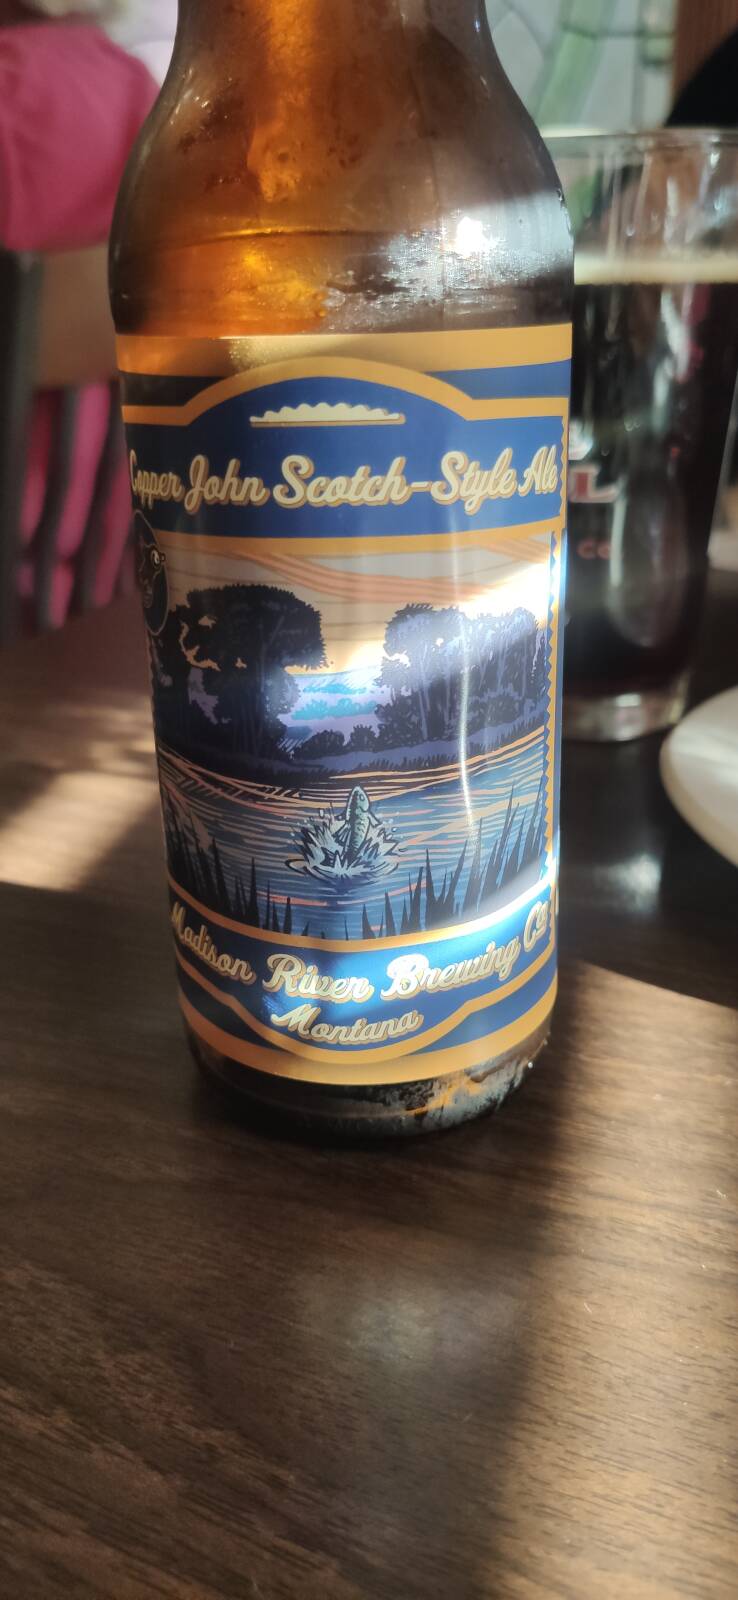 Copper John Scotch-Style Ale
Madison River Brewing Co
Montana